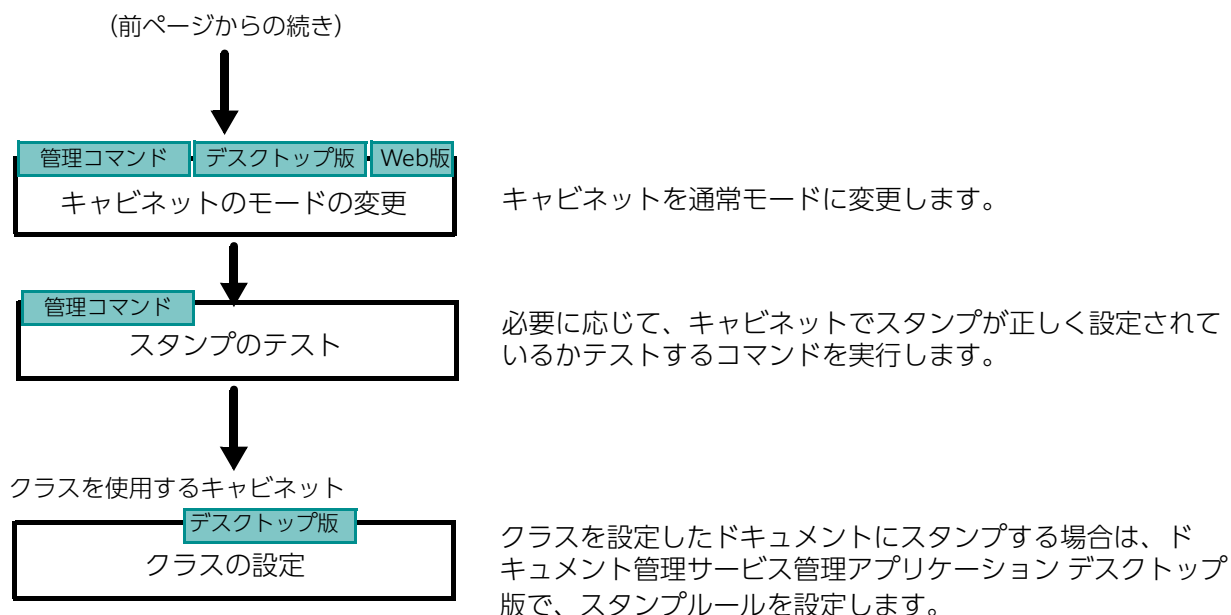 (前ページからの続き)
管理コマンド デスクトップ版 Web版
キャビネットのモードの変更
キャビネットを通常モードに変更します。
管理コマンド
スタンプのテスト
必要に応じて、キャビネットでスタンプが正しく設定されて
いるかテストするコマンドを実行します。
クラスを使用するキャビネット
デスクトップ版
クラスの設定
クラスを設定したドキュメントにスタンプする場合は、ド
キュメント管理サービス管理アプリケーション デスクトップ
版で、スタンプルールを設定します。